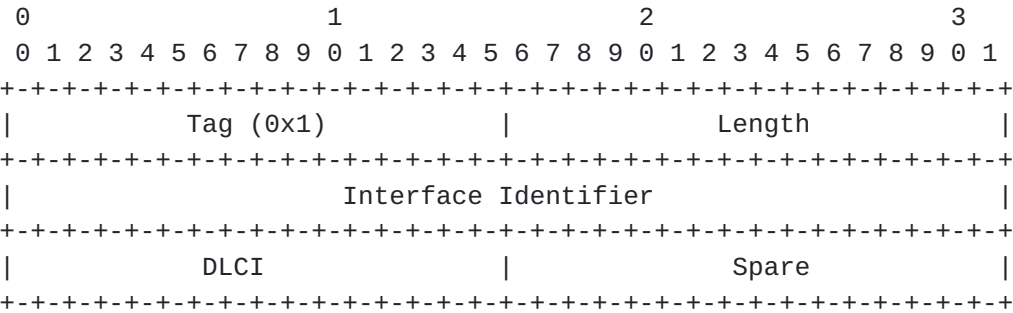 0                   1                   2                   3
 0 1 2 3 4 5 6 7 8 9 0 1 2 3 4 5 6 7 8 9 0 1 2 3 4 5 6 7 8 9 0 1
+-+-+-+-+-+-+-+-+-+-+-+-+-+-+-+-+-+-+-+-+-+-+-+-+-+-+-+-+-+-+-+-+
|           Tag (0x1)           |             Length            |
+-+-+-+-+-+-+-+-+-+-+-+-+-+-+-+-+-+-+-+-+-+-+-+-+-+-+-+-+-+-+-+-+
|                     Interface Identifier                      |
+-+-+-+-+-+-+-+-+-+-+-+-+-+-+-+-+-+-+-+-+-+-+-+-+-+-+-+-+-+-+-+-+
|            DLCI               |              Spare            |
+-+-+-+-+-+-+-+-+-+-+-+-+-+-+-+-+-+-+-+-+-+-+-+-+-+-+-+-+-+-+-+-+